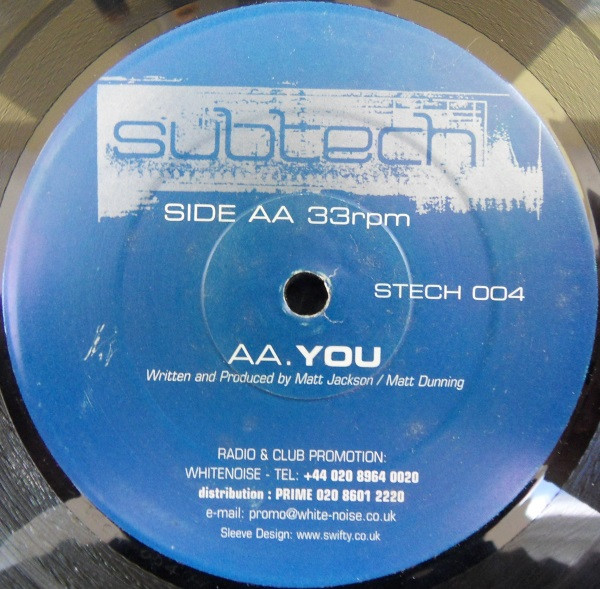 subtech
SIDE AA 33rpm
STECH 004
AA.YOU
Written and Produced by Matt Jackson / Matt Dunning
RADIO & CLUB PROMOTION:
WHITENOISE - TEL: +44 020 8964 0020
distribution : PRIME 020 8601 2220
e-mail: promo@white-noise.co.uk
Sleeve Design: www.swifty.co.uk